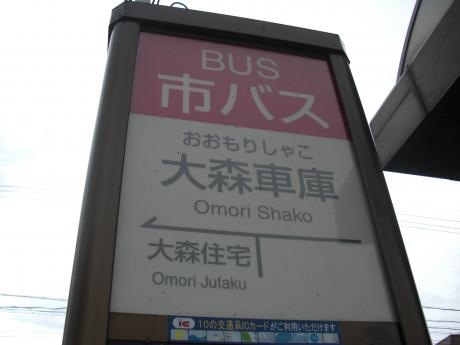 BUS
市バス
おおもりしゃこ
大森車庫
Omori Shako
大森住宅
Omori Jutaku
IC 10の交通系ICカードがご利用いただけます